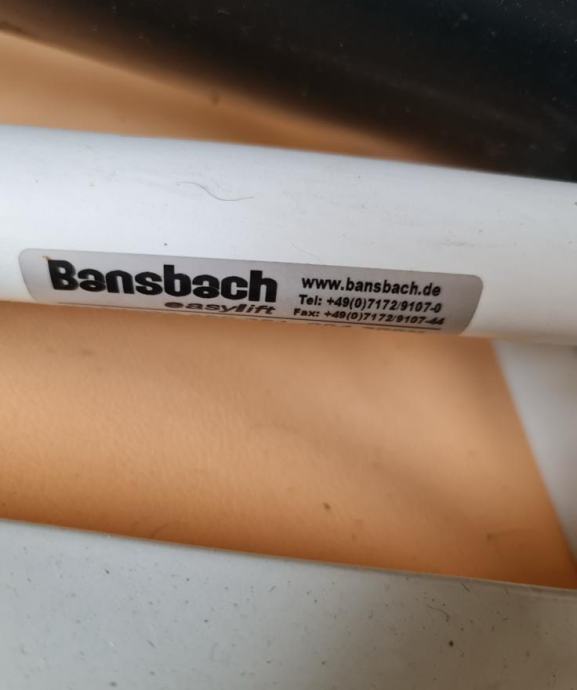 Bansbach
easylift
www.bansbach.de
Tel: +49(0)7172/9107-0
Fax: +49(0)7172/9107-44